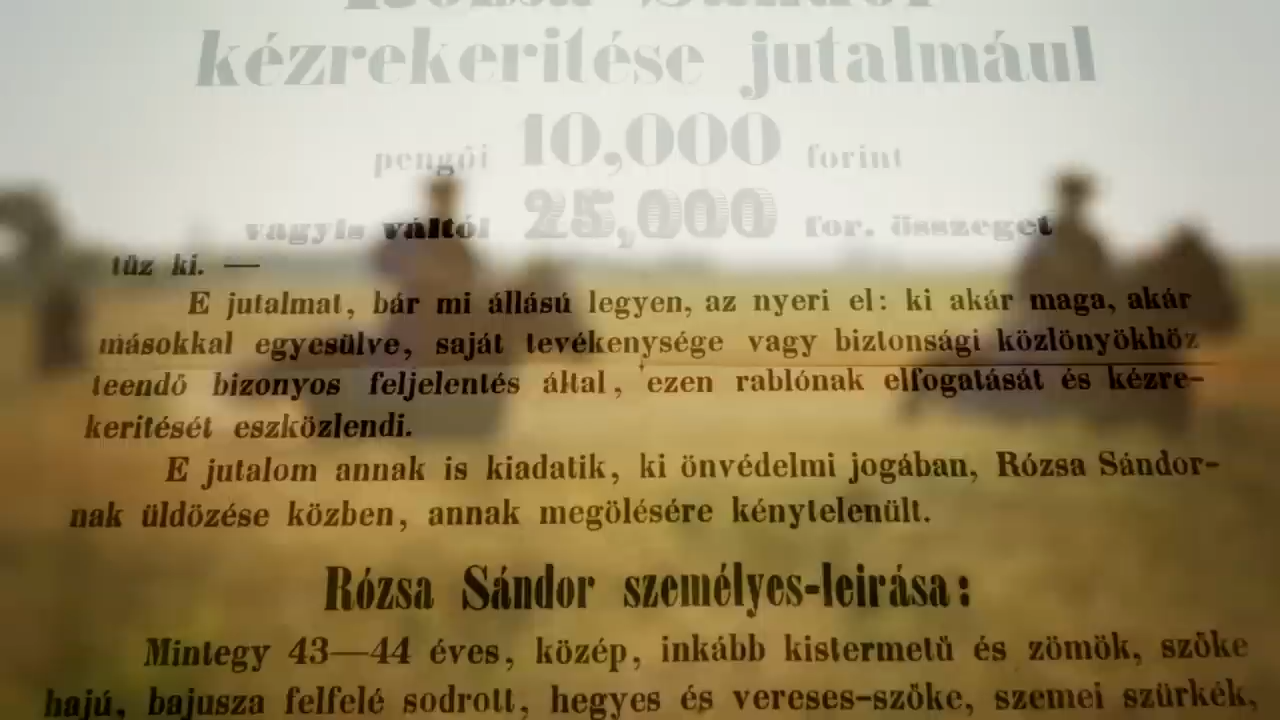 Rózsa Sándor
kézrekeritése jutalmául
pengői 10,000 forint
vagyis váltól 25,000 for. összeget
tüz ki. —
E jutalmat, bár mi állású legyen, az nyeri el: ki akár maga, akár
másokkal egyesülve, saját tevékenysége vagy biztonsági közlönyökhöz
teendő bizonyos feljelentés által, ezen rablónak elfogatását és kézre-
keritését eszközlendi.
E jutalom annak is kiadatik, ki önvédelmi jogában, Rózsa Sándor-
nak üldözése közben, annak megölésére kénytelenült.
Rózsa Sándor személyes-leirása:
Mintegy 43—44 éves, közép, inkább kistermetű és zömök, szőke
hajú, bajusza felfelé sodrott, hegyes és vereses-szőke, szemei szürkék,